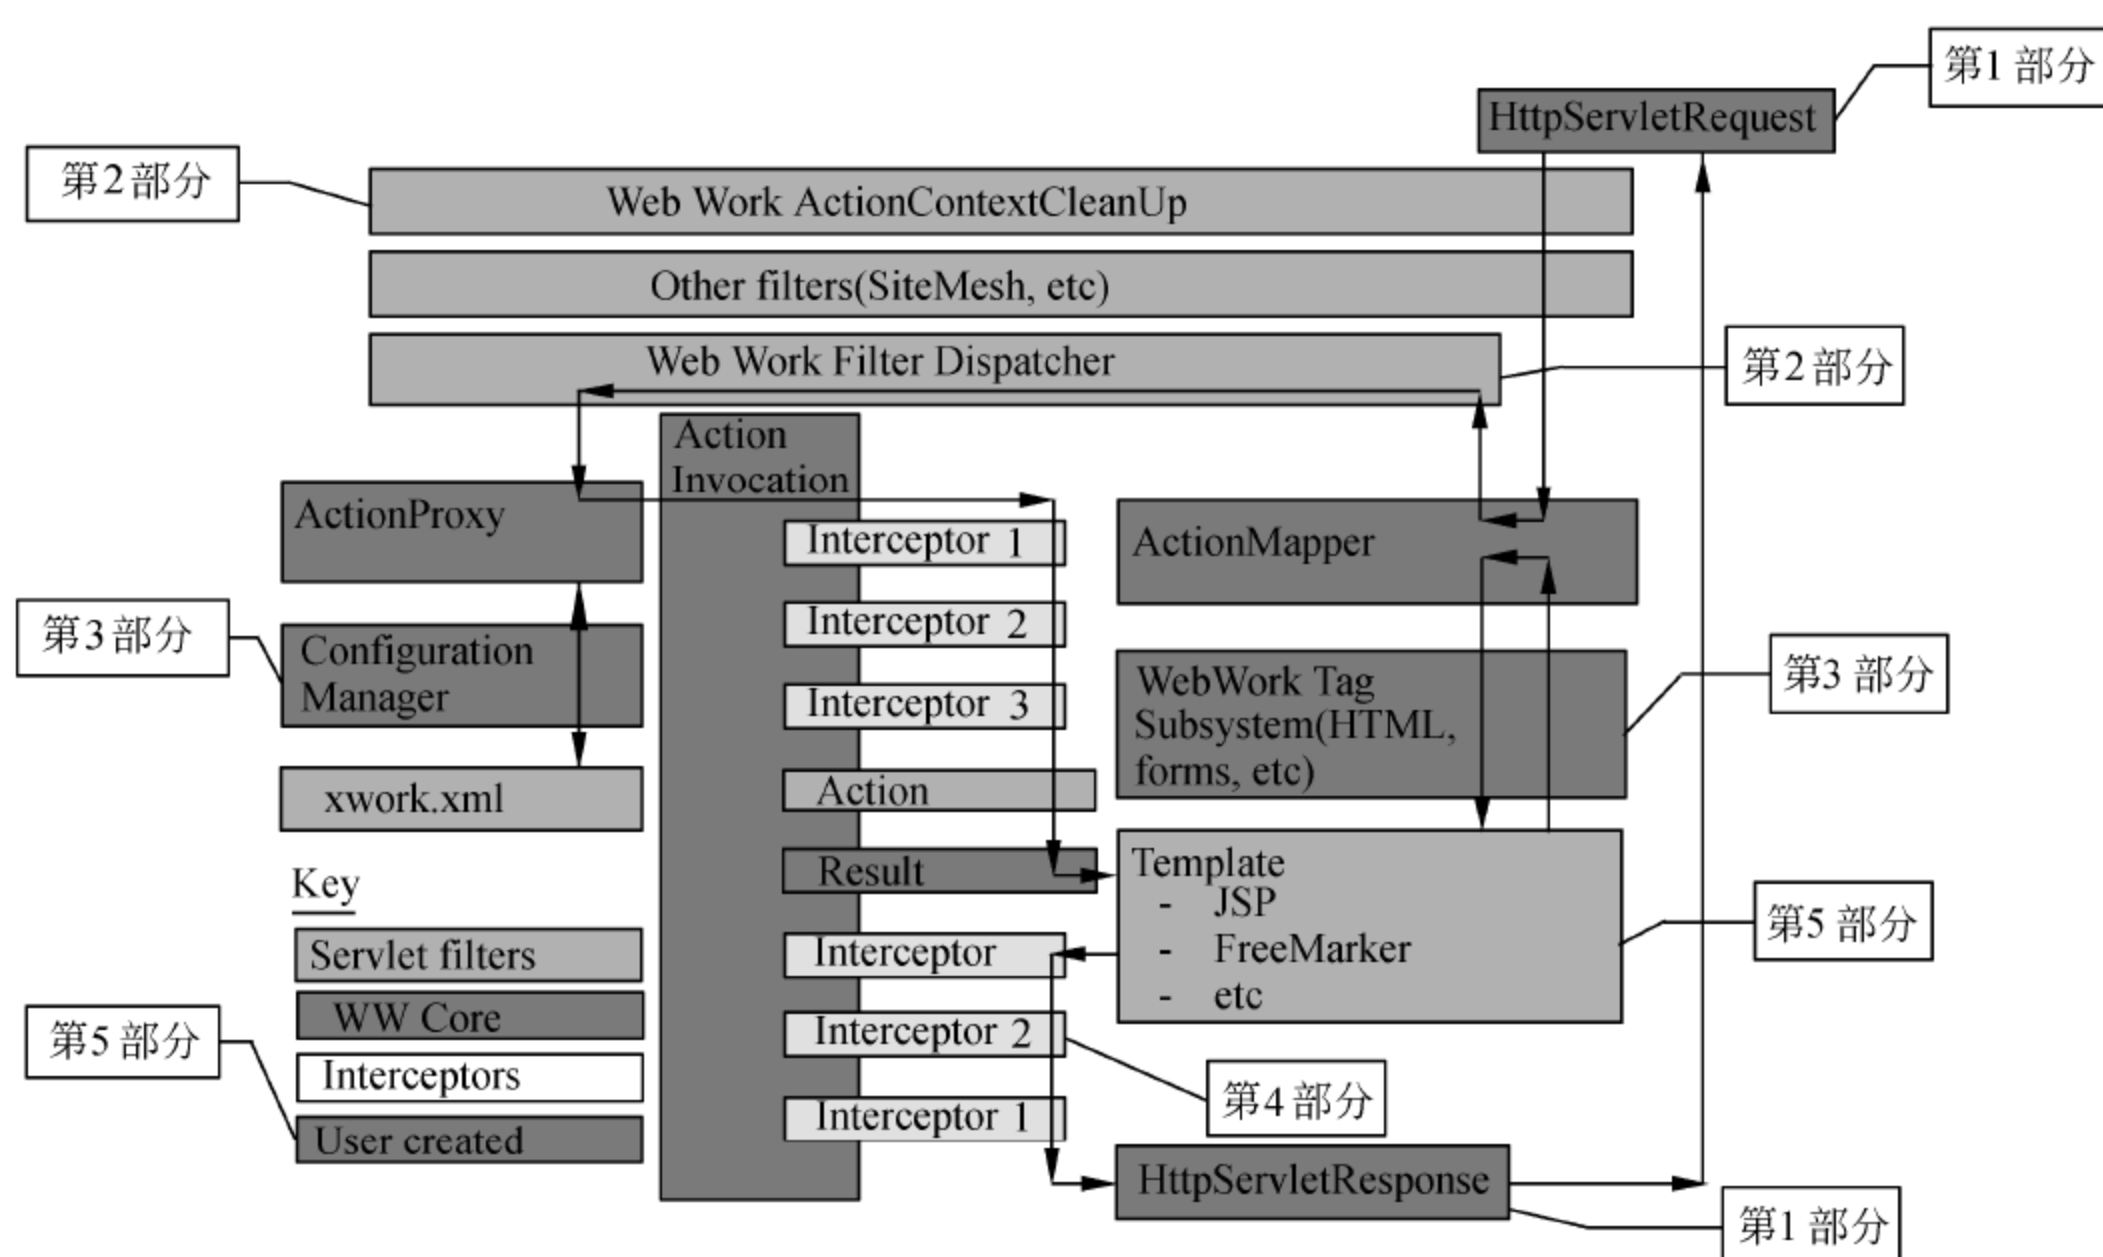 第1 部分
HttpServletRequest
第2部分
Web Work ActionContextCleanUp
Other filters(SiteMesh, etc)
Web Work Filter Dispatcher
第2部分
Action
Invocation
ActionProxy
Interceptor 1
ActionMapper
第3部分
Configuration
Manager
Interceptor 2
Interceptor 3
WebWork Tag
Subsystem(HTML,
forms, etc)
第3 部分
xwork.xml
Action
Result
Template
- JSP
- FreeMarker
- etc
第5 部分
Key
Servlet filters
WW Core
Interceptors
User created
第5 部分
Interceptor
Interceptor 2
Interceptor 1
第4部分
HttpServletResponse
第1 部分